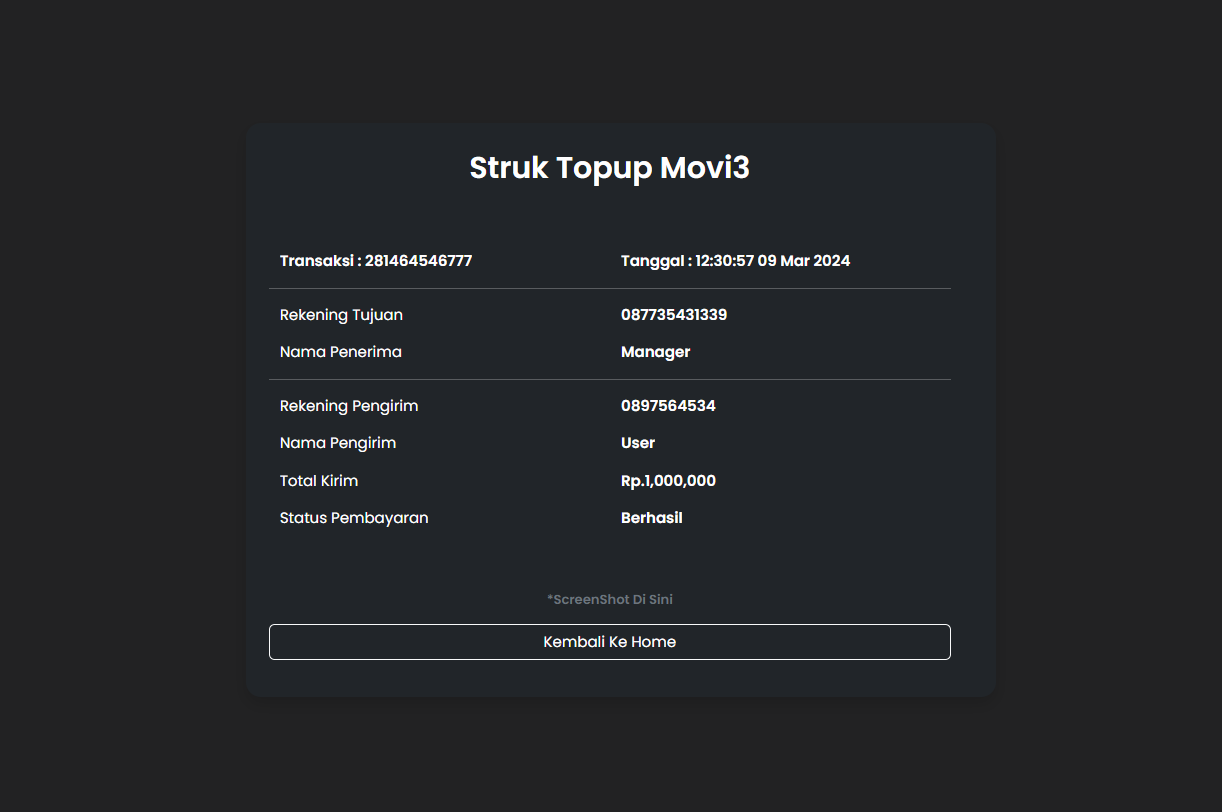 Struk Topup Movi3
Transaksi : 281464546777 Tanggal : 12:30:57 09 Mar 2024
Rekening Tujuan 087735431339
Nama Penerima Manager
Rekening Pengirim 0897564534
Nama Pengirim User
Total Kirim Rp.1,000,000
Status Pembayaran Berhasil
*ScreenShot Di Sini
Kembali Ke Home